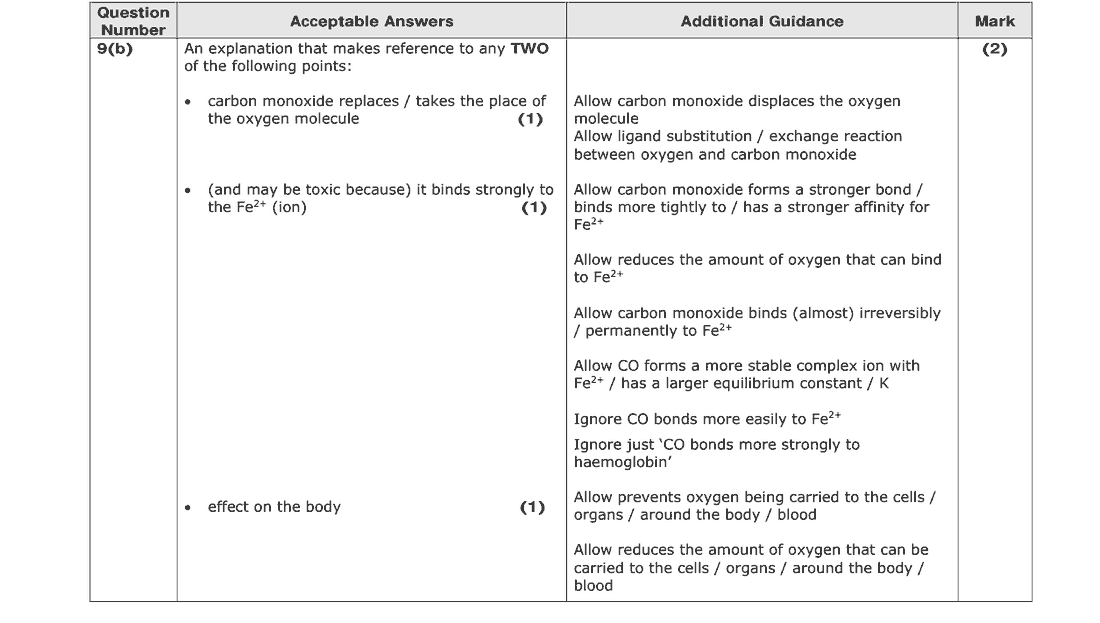 Question
Number
Acceptable Answers
Additional Guidance
Mark
9(b)
An explanation that makes reference to any TWO
of the following points:
(2)
• carbon monoxide replaces / takes the place of
the oxygen molecule (1)
Allow carbon monoxide displaces the oxygen
molecule
Allow ligand substitution / exchange reaction
between oxygen and carbon monoxide
• (and may be toxic because) it binds strongly to
the Fe²⁺ (ion) (1)
Allow carbon monoxide forms a stronger bond /
binds more tightly to / has a stronger affinity for
Fe²⁺
Allow reduces the amount of oxygen that can bind
to Fe²⁺
Allow carbon monoxide binds (almost) irreversibly
/ permanently to Fe²⁺
Allow CO forms a more stable complex ion with
Fe²⁺ / has a larger equilibrium constant / K
Ignore CO bonds more easily to Fe²⁺
Ignore just ‘CO bonds more strongly to
haemoglobin’
• effect on the body (1)
Allow prevents oxygen being carried to the cells /
organs / around the body / blood
Allow reduces the amount of oxygen that can be
carried to the cells / organs / around the body /
blood